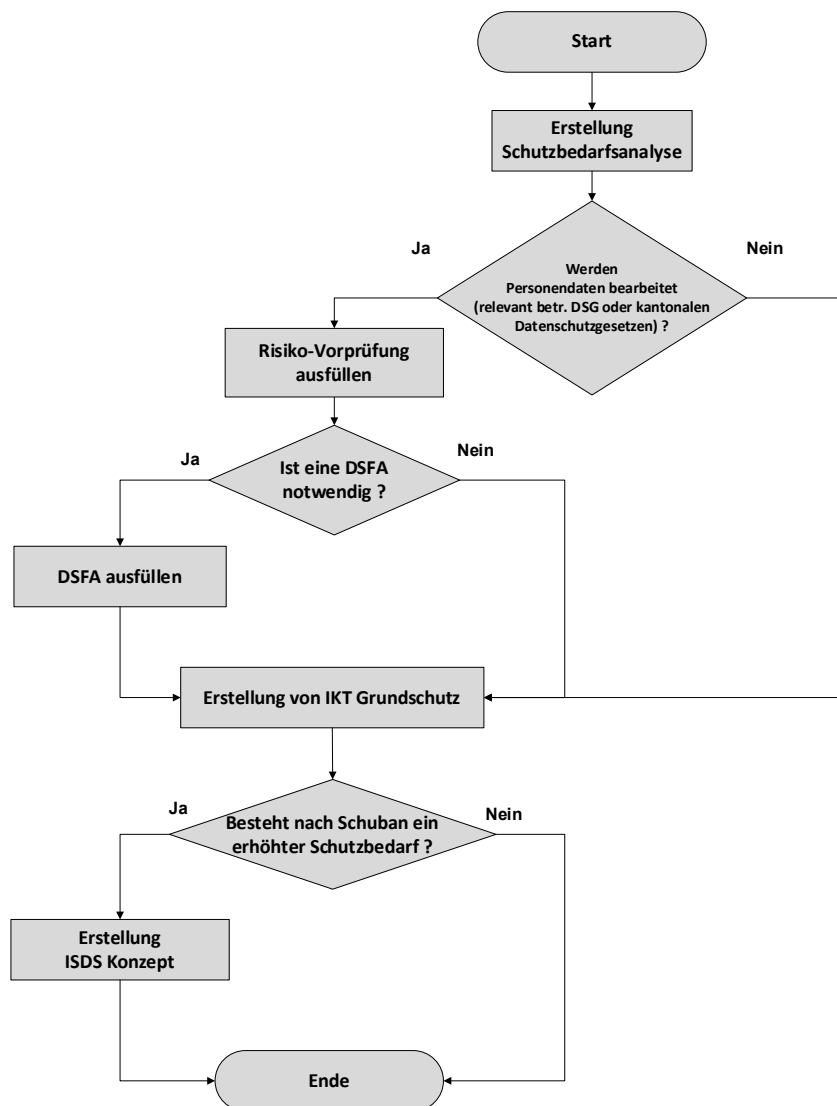 Start
Erstellung
Schutzbedarfsanalyse
Ja
Nein
Werden
Personendaten bearbeitet
(relevant betr. DSG oder kantonalen
Datenschutzgesetzen) ?
Risiko-Vorprüfung
ausfüllen
Ja
Nein
Ist eine DSFA
notwendig ?
DSFA ausfüllen
Erstellung von IKT Grundschutz
Ja
Nein
Besteht nach Schuban ein
erhöhter Schutzbedarf ?
Erstellung
ISDS Konzept
Ende